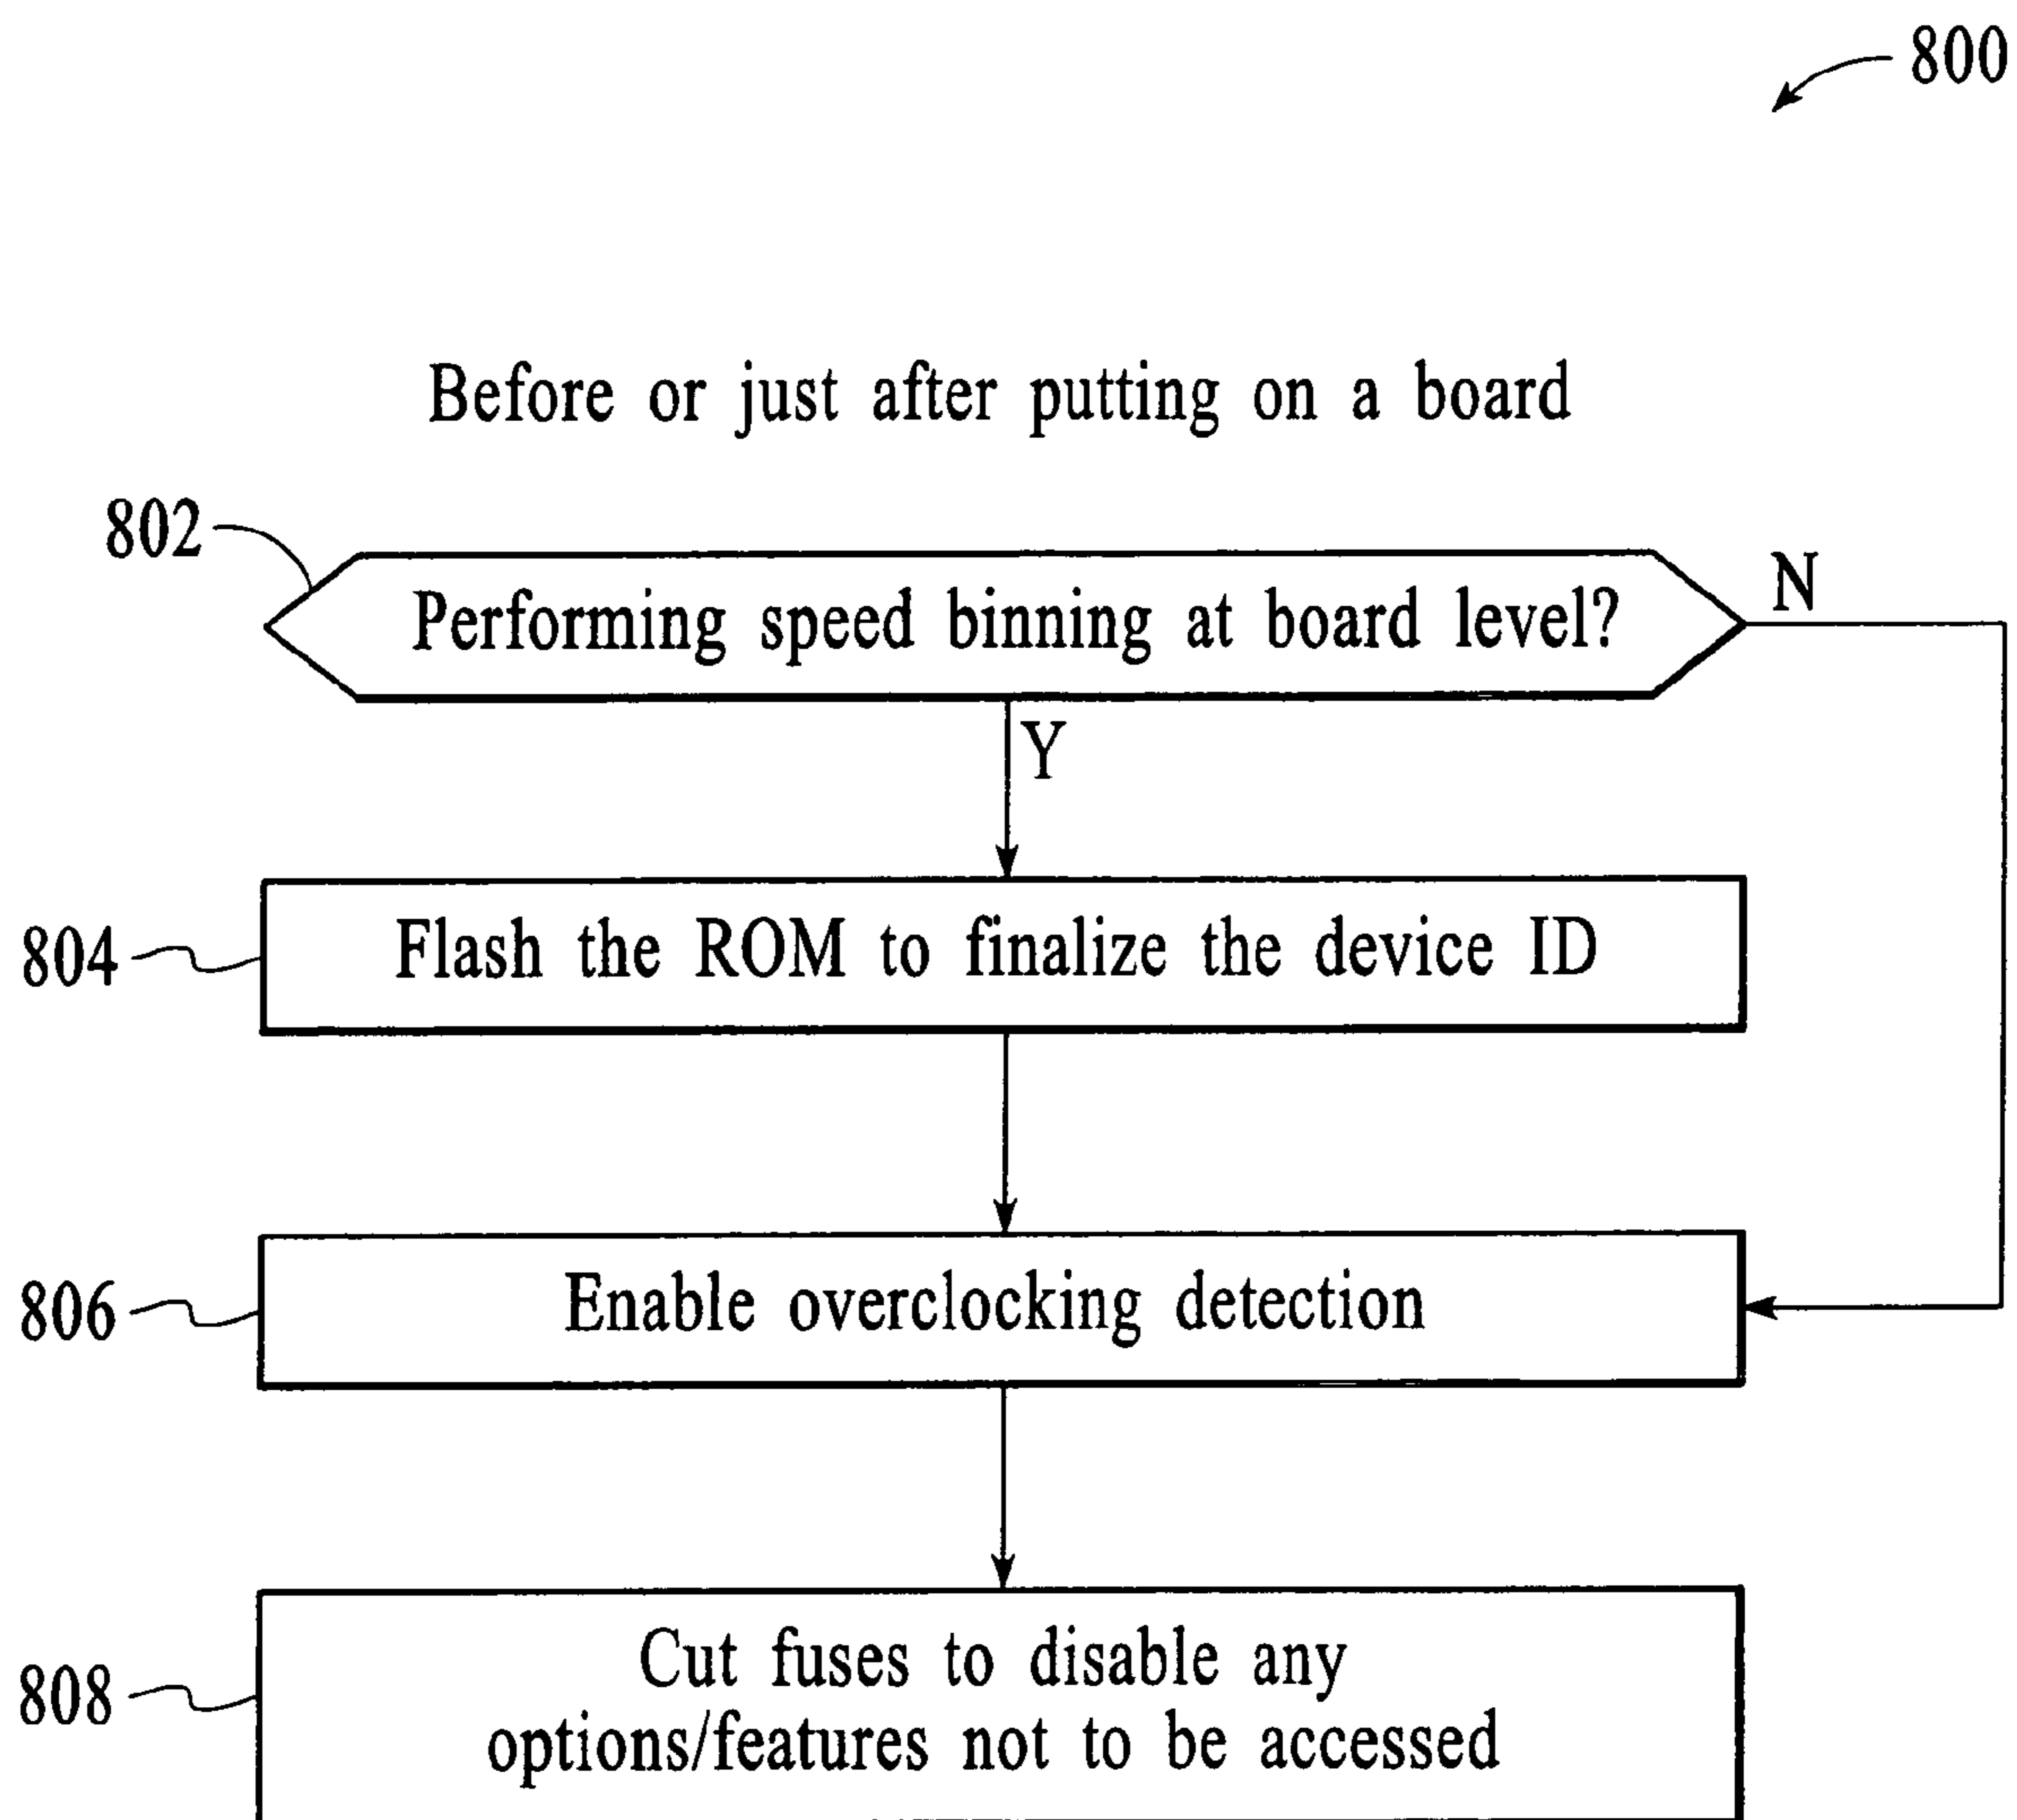 800
Before or just after putting on a board
802
Performing speed binning at board level?
N
Y
804
Flash the ROM to finalize the device ID
806
Enable overclocking detection
808
Cut fuses to disable any
options/features not to be accessed